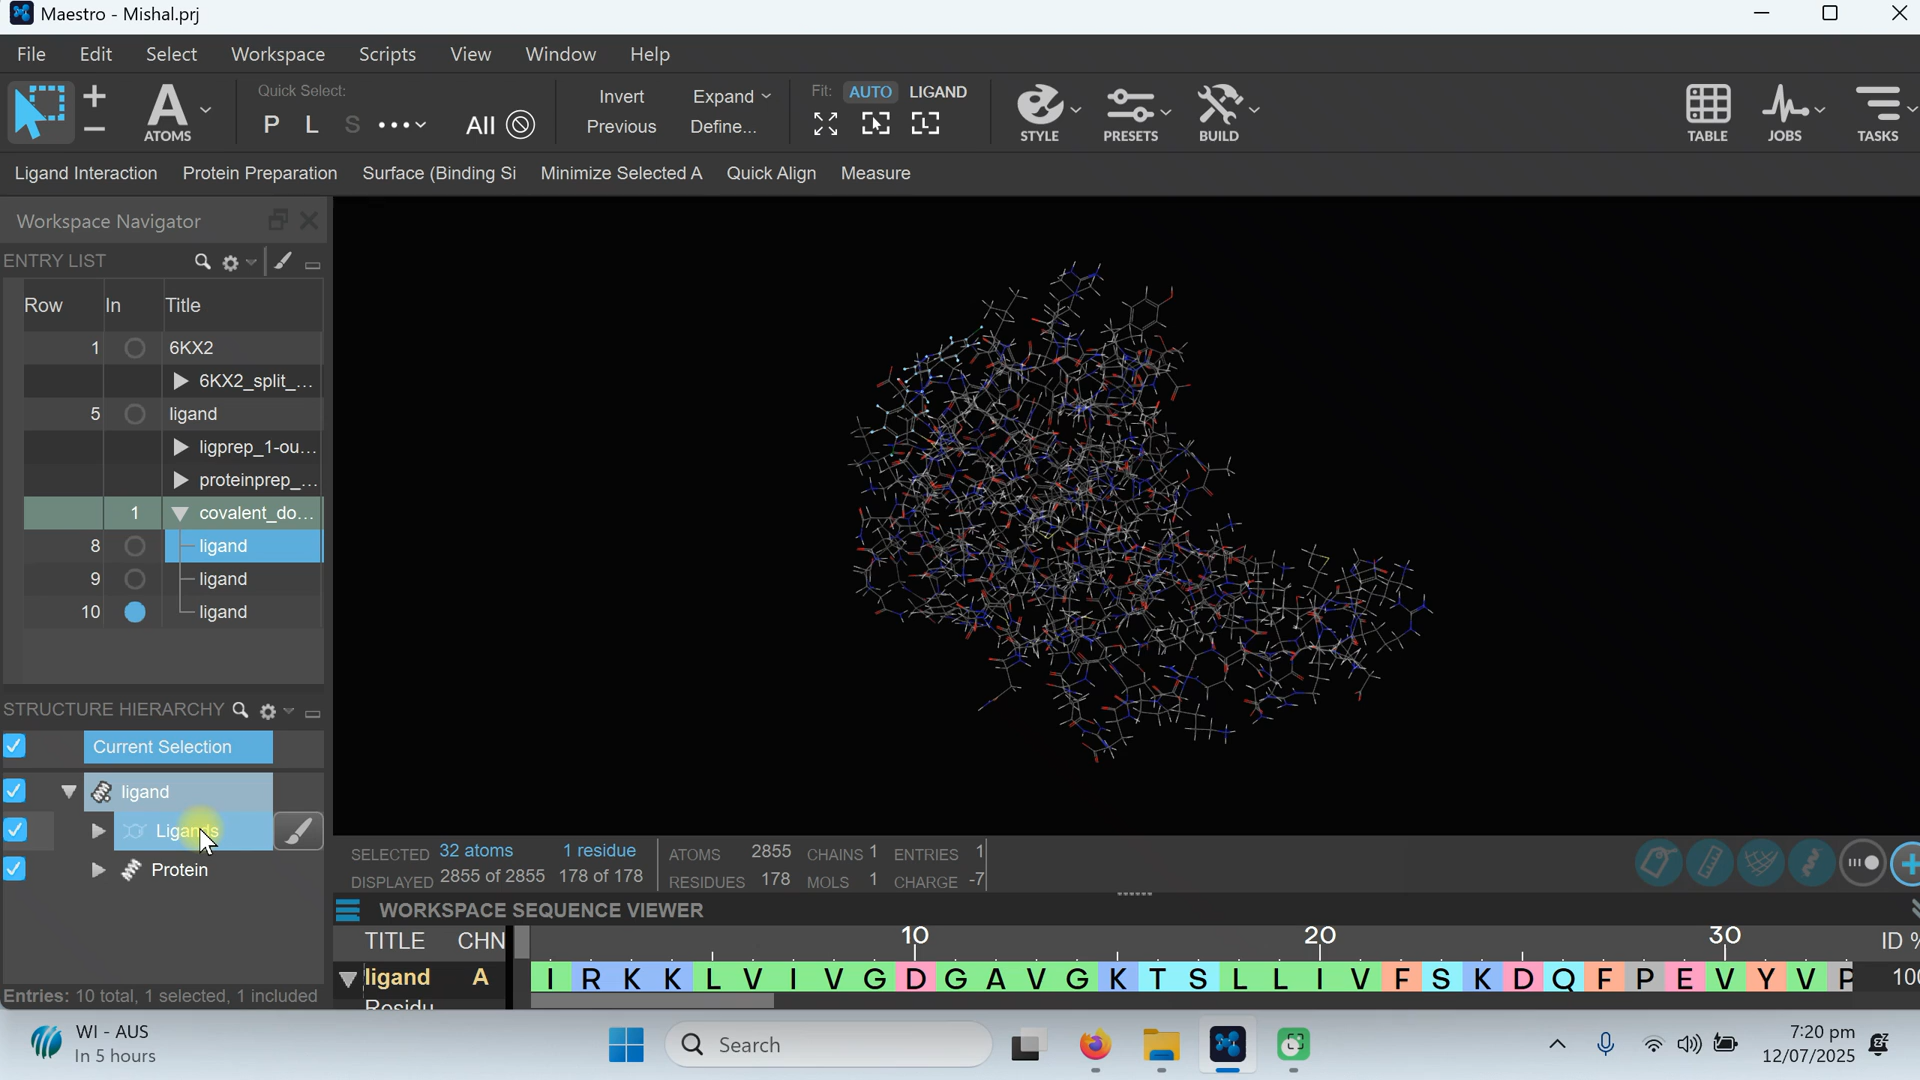 Maestro - Mishal.prj
File Edit Select Workspace Scripts View Window Help
ATOMS
Quick Select:
P L S
All
Invert
Previous
Expand
Define...
Fit: AUTO LIGAND
STYLE
PRESETS
BUILD
TABLE
JOBS
TASKS
Ligand Interaction Protein Preparation Surface (Binding Si Minimize Selected A Quick Align Measure
Workspace Navigator
ENTRY LIST
Row In Title
1 6KX2
6KX2_split_...
5 ligand
ligprep_1-ou...
proteinprep_...
1 covalent_do...
8 ligand
9 ligand
10 ligand
STRUCTURE HIERARCHY
Current Selection
ligand
Ligands
Protein
Entries: 10 total, 1 selected, 1 included
SELECTED 32 atoms 1 residue ATOMS 2855 CHAINS 1 ENTRIES 1
DISPLAYED 2855 of 2855 178 of 178 RESIDUES 178 MOLS 1 CHARGE -7
WORKSPACE SEQUENCE VIEWER
TITLE CHN 10 20 30 ID %
ligand A I R K K L V I V G D G A V G K T S L L I V F S K D Q F P E V Y V P 100
Residu
WI - AUS
In 5 hours
Search
7:20 pm
12/07/2025